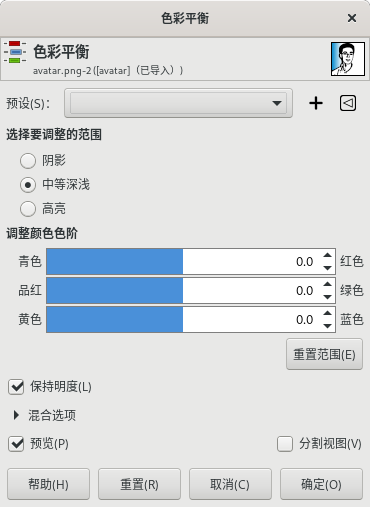 色彩平衡
色彩平衡
avatar.png-2 ([avatar]（已导入）)
预设(S)：
选择要调整的范围
阴影
中等深浅
高亮
调整颜色色阶
青色 0.0 红色
品红 0.0 绿色
黄色 0.0 蓝色
重置范围(E)
保持明度(L)
混合选项
预览(P) 分割视图(V)
帮助(H) 重置(R) 取消(C) 确定(O)